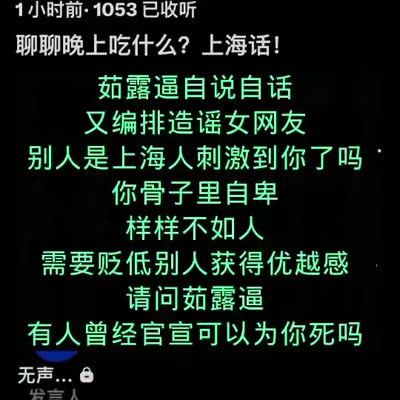 1 小时前 · 1053 已收听
聊聊晚上吃什么？上海话！
茹露逼自说自话
又编排造谣女网友
别人是上海人刺激到你了吗
你骨子里自卑
样样不如人
需要贬低别人获得优越感
请问茹露逼
有人曾经官宣可以为你死吗
无声...
发言人